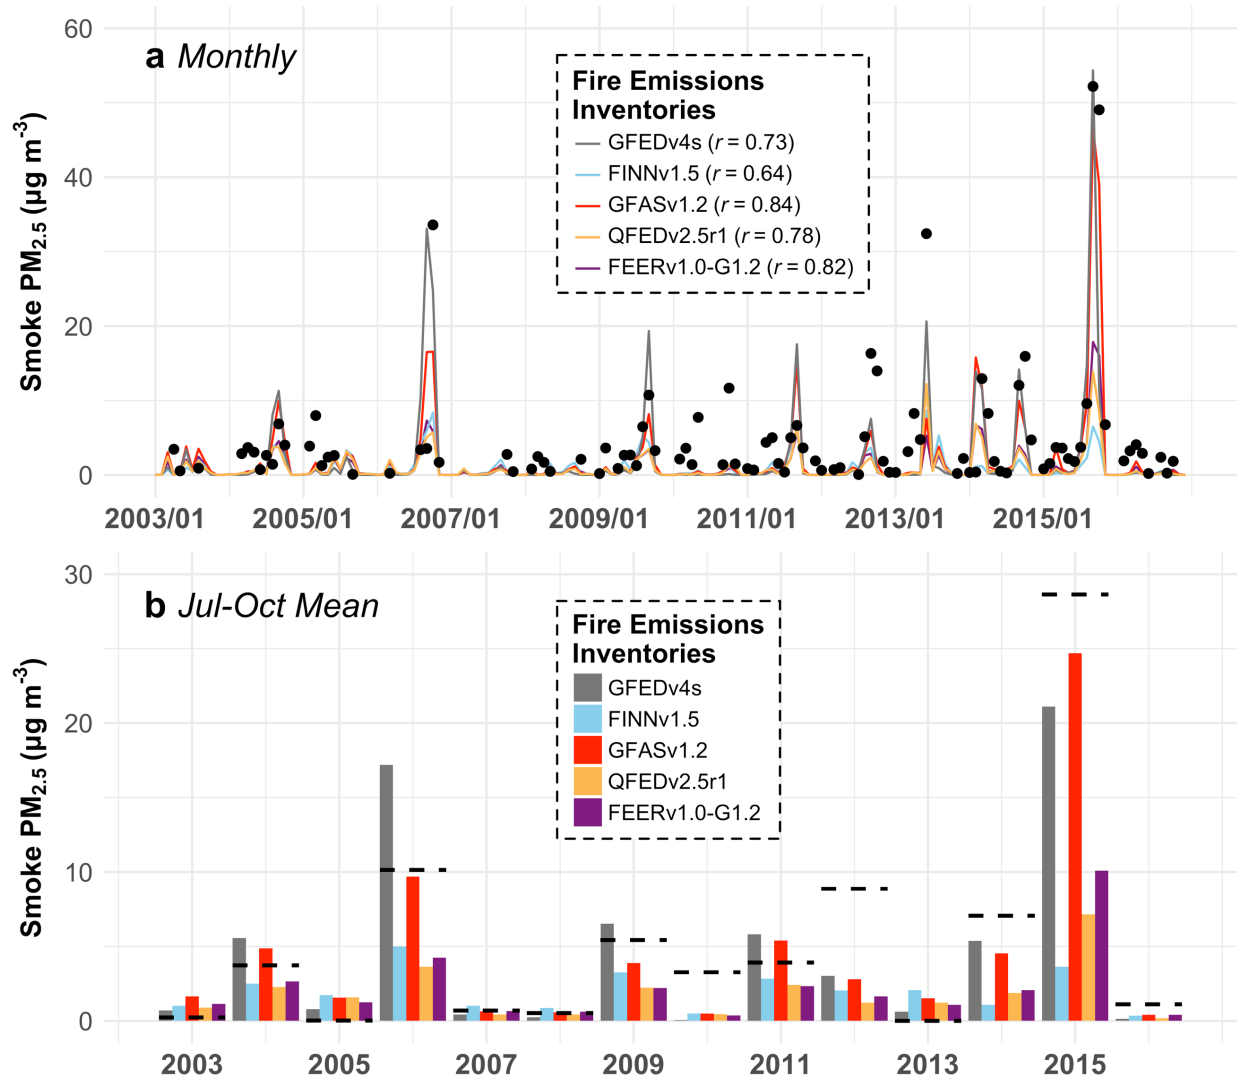 a Monthly
Smoke PM2.5 (µg m-3)
60
40
20
0
Fire Emissions
Inventories
GFEDv4s (r = 0.73)
FINNv1.5 (r = 0.64)
GFASv1.2 (r = 0.84)
QFEDv2.5r1 (r = 0.78)
FEERv1.0-G1.2 (r = 0.82)
2003/01 2005/01 2007/01 2009/01 2011/01 2013/01 2015/01
b Jul-Oct Mean
Smoke PM2.5 (µg m-3)
30
20
10
0
Fire Emissions
Inventories
GFEDv4s
FINNv1.5
GFASv1.2
QFEDv2.5r1
FEERv1.0-G1.2
2003 2005 2007 2009 2011 2013 2015